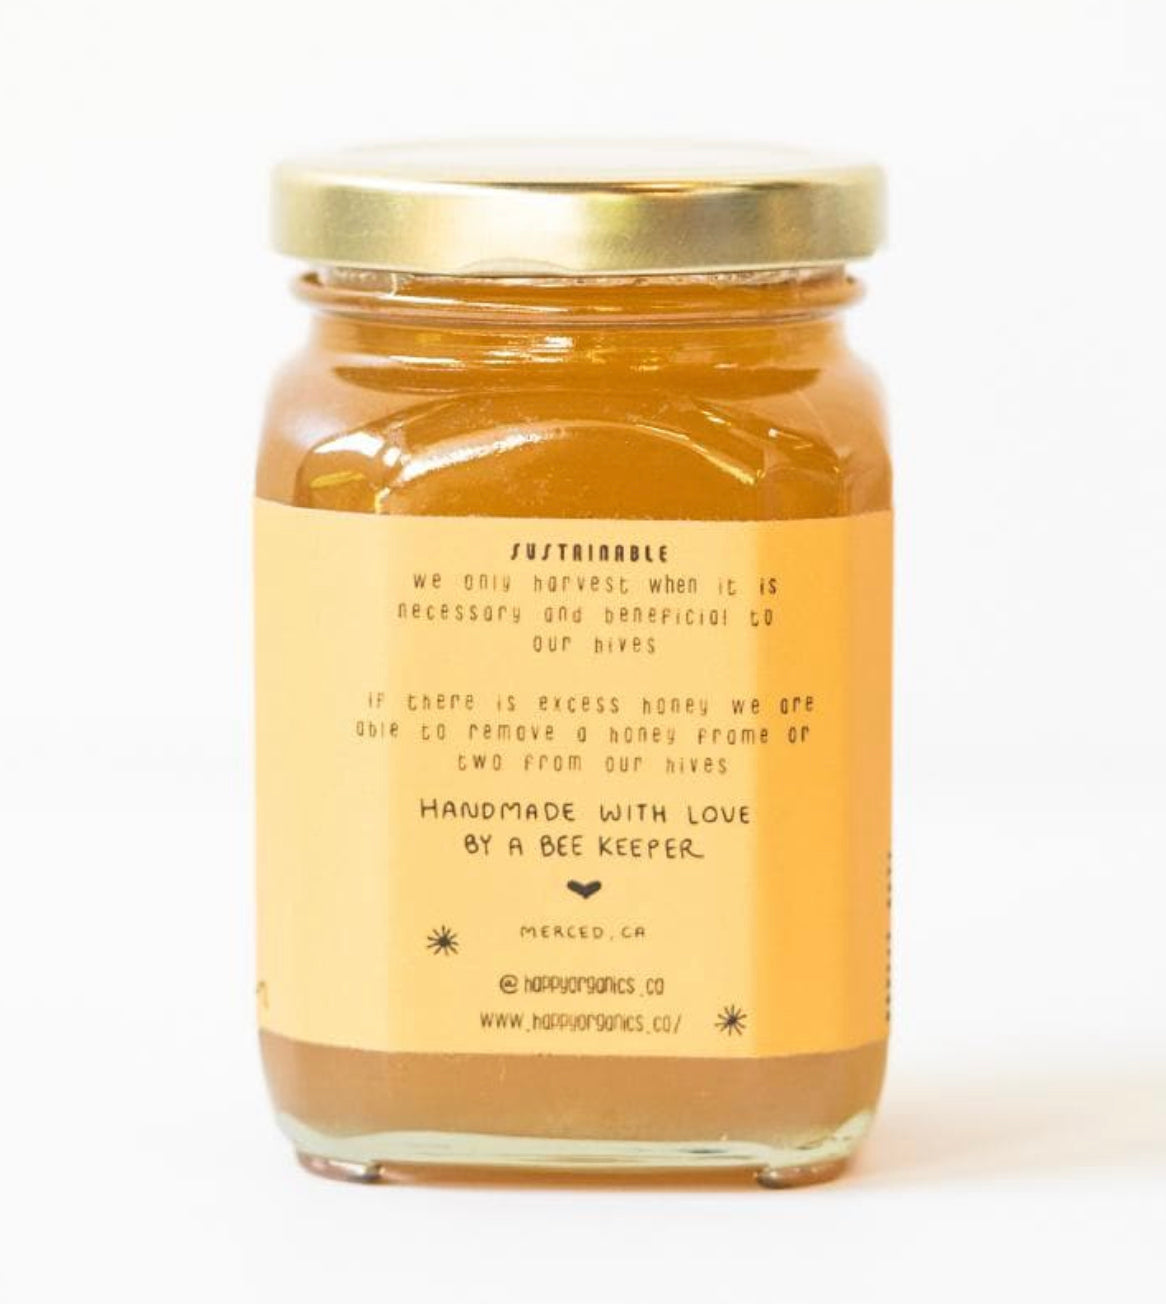 SUSTAINABLE
we only harvest when it is
necessary and beneficial to
our hives
if there is excess honey we are
able to remove a honey frame or
two from our hives
HANDMADE WITH LOVE
BY A BEE KEEPER
MERCED, CA
@happyorganics.co
www.happyorganics.co/